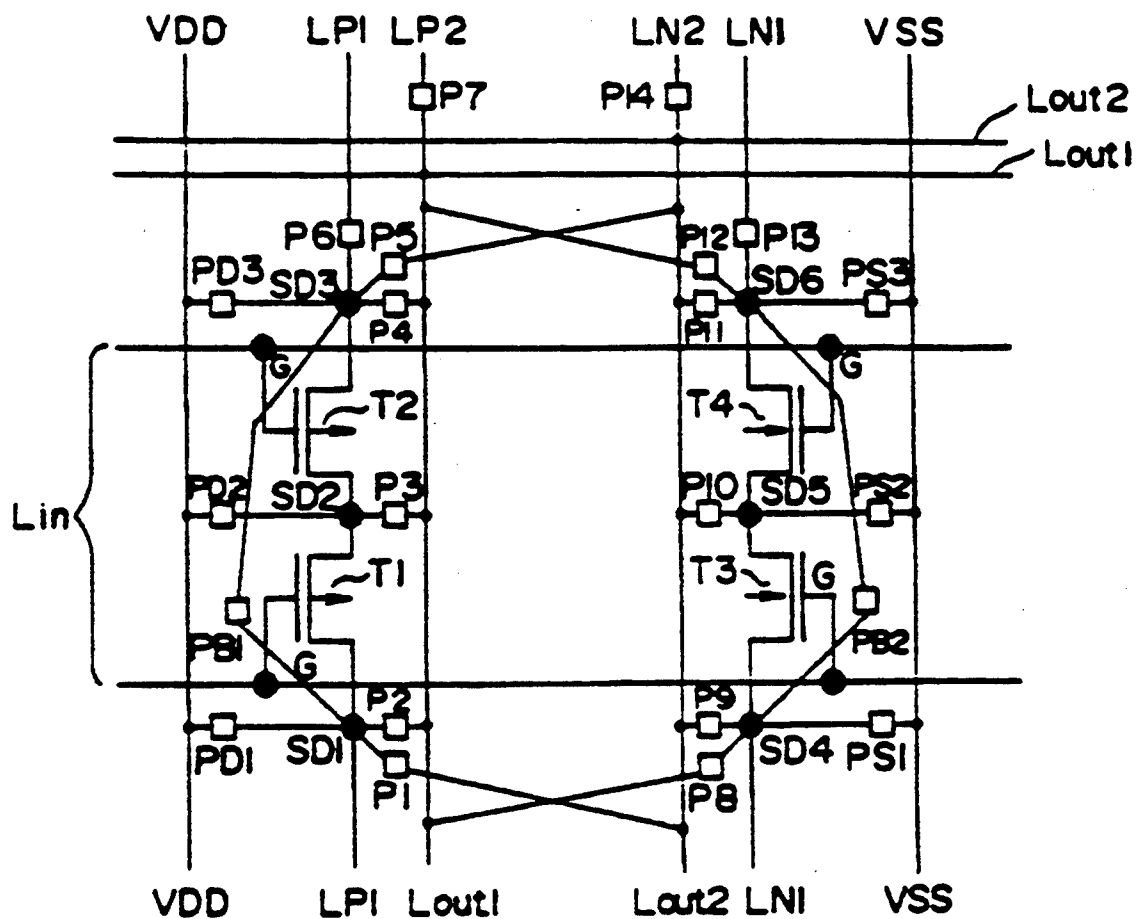 VDD LP1 LP2 LN2 LN1 VSS
P7 P14 Lout2
Lout1
P6 P5 P12 P13
PD3 SD3 SD6 PS3
P4 P11
G G
T2 T4
PD2 SD2 P3 P10 SD5 PS2
Lin
T1 T3 G
PB1 PB2
G
P2 P9
PD1 SD1 SD4 PS1
P1 P8
VDD LP1 Lout1 Lout2 LN1 VSS